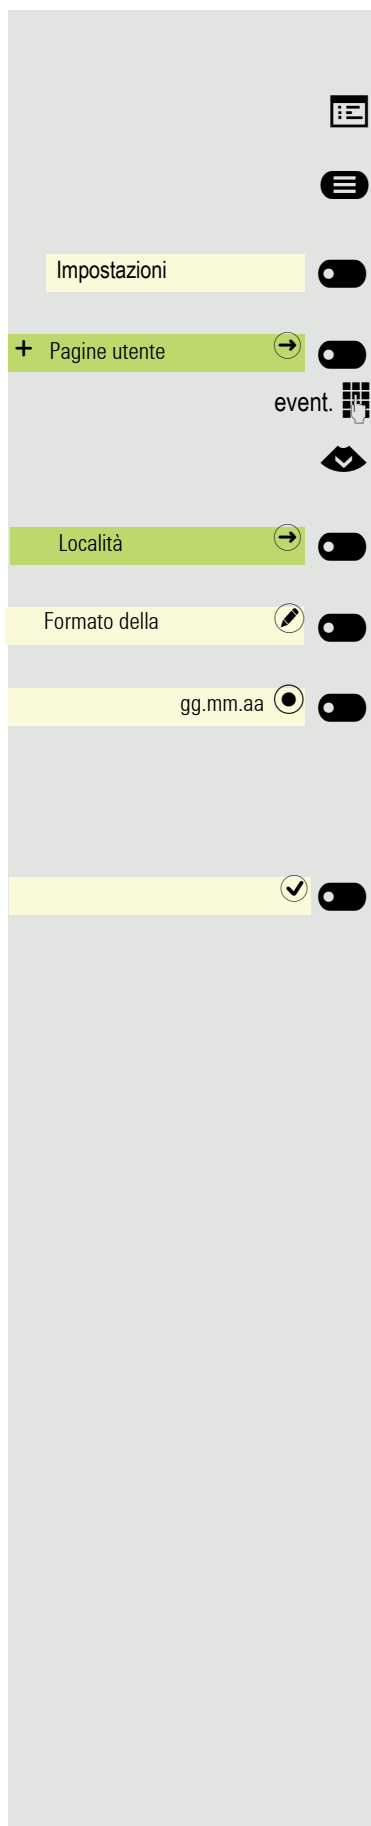 Impostazioni
+ Pagine utente
event.
Località
Formato della
gg.mm.aa